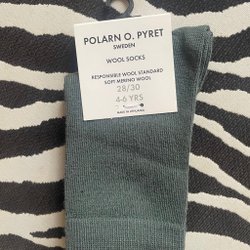 POLARN O. PYRET
SWEDEN
WOOL SOCKS
RESPONSIBLE WOOL STANDARD
SOFT MERINO WOOL
28/30
4-6 YRS